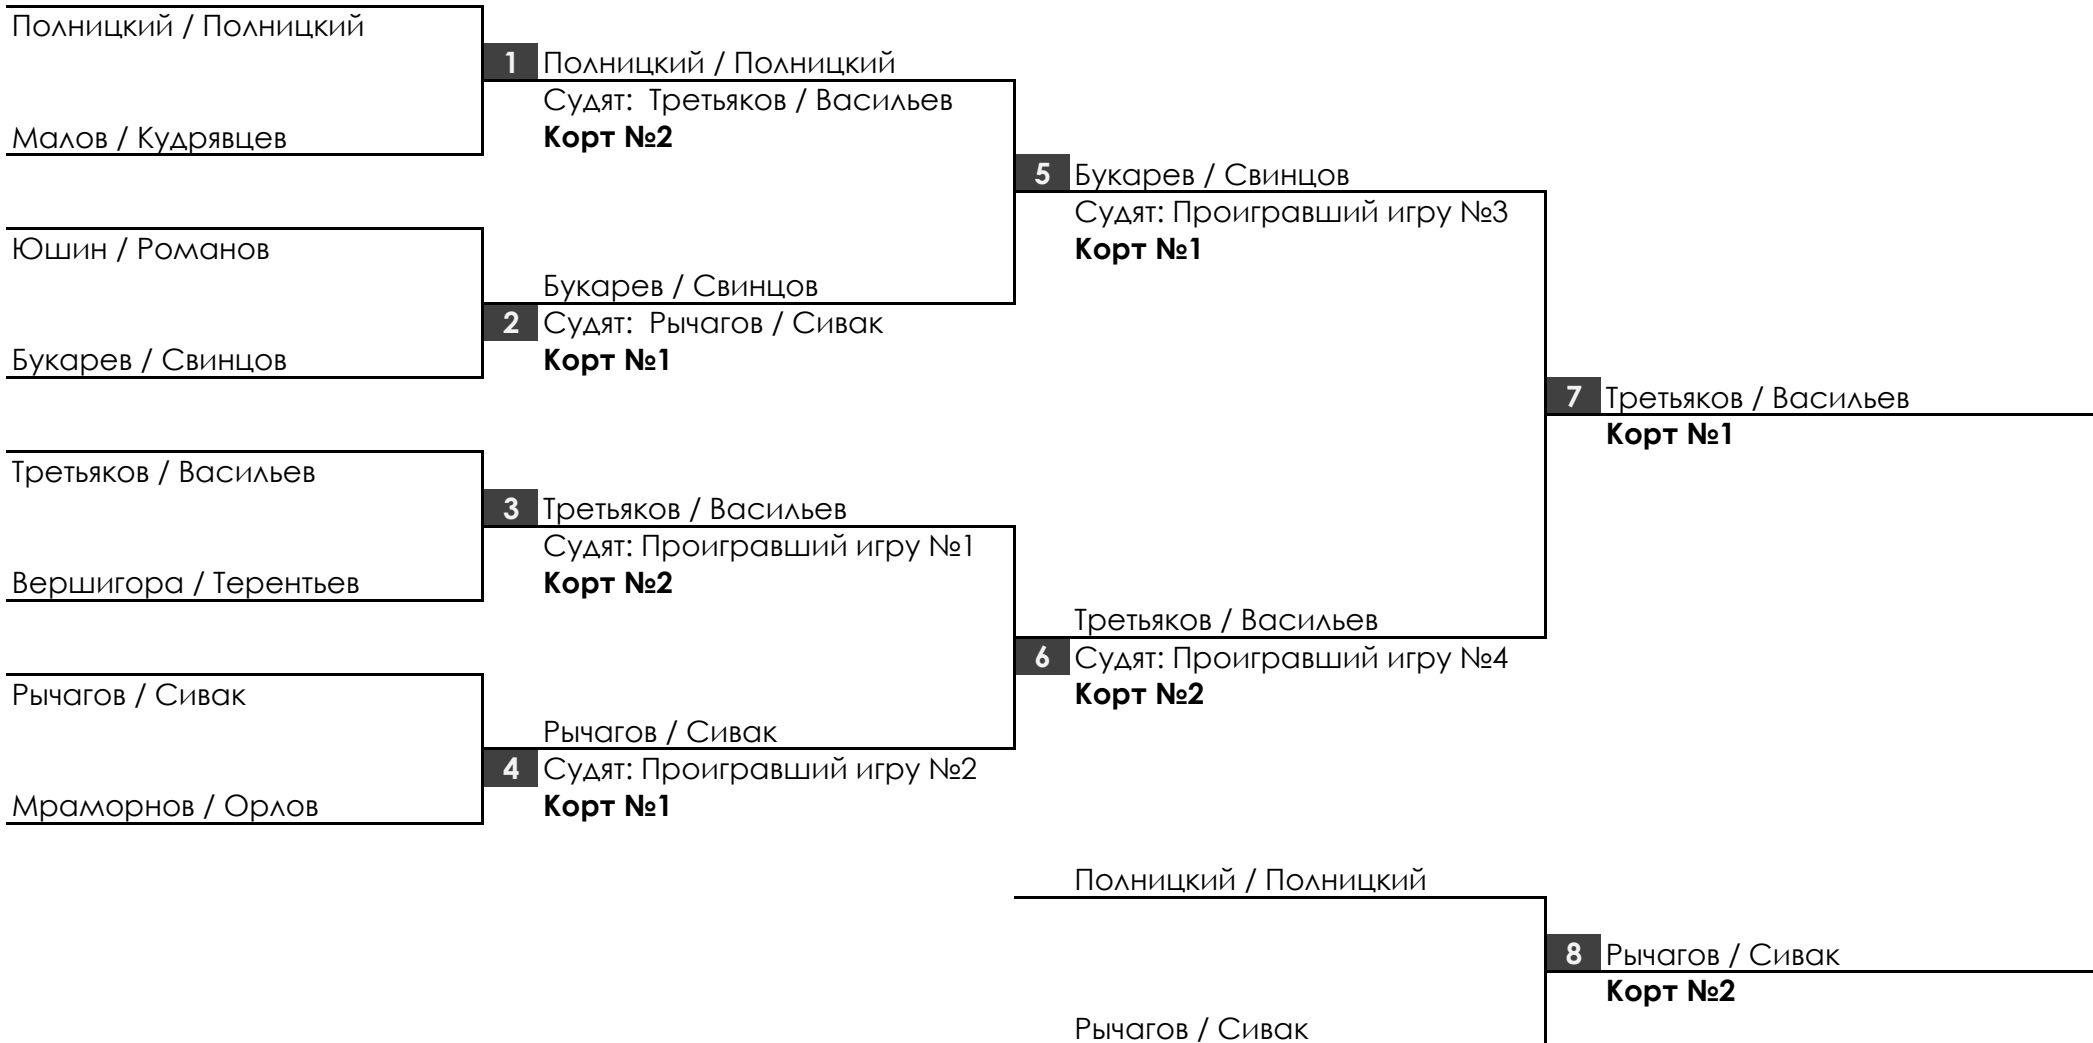 Полницкий / Полницкий
1 Полницкий / Полницкий
Судят: Третьяков / Васильев
Малов / Кудрявцев
Корт №2
5 Букарев / Свинцов
Судят: Проигравший игру №3
Юшин / Романов
Корт №1
Букарев / Свинцов
2 Судят: Рычагов / Сивак
Букарев / Свинцов
Корт №1
7 Третьяков / Васильев
Корт №1
Третьяков / Васильев
3 Третьяков / Васильев
Судят: Проигравший игру №1
Вершигора / Терентьев
Корт №2
Третьяков / Васильев
6 Судят: Проигравший игру №4
Рычагов / Сивак
Корт №2
Рычагов / Сивак
4 Судят: Проигравший игру №2
Мраморнов / Орлов
Корт №1
Полницкий / Полницкий
8 Рычагов / Сивак
Корт №2
Рычагов / Сивак